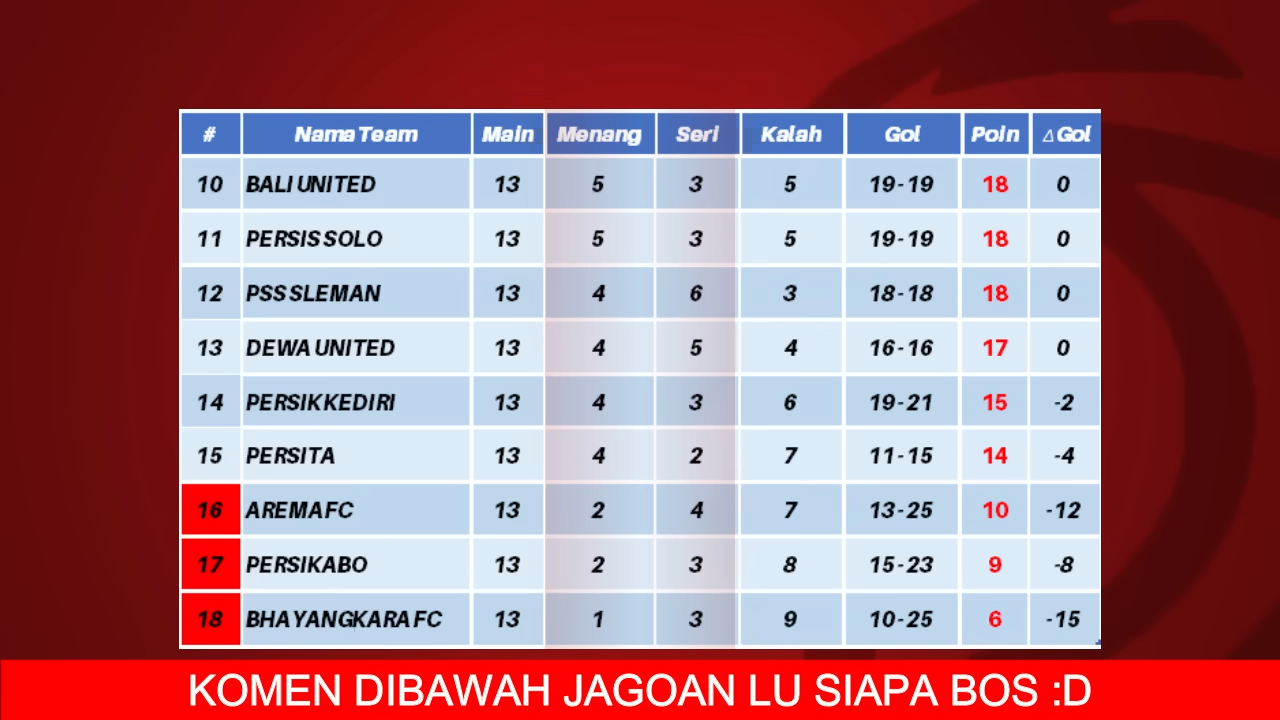 # Nama Team Main Menang Seri Kalah Gol Poin △Gol
10 BALI UNITED 13 5 3 5 19-19 18 0
11 PERSIS SOLO 13 5 3 5 19-19 18 0
12 PSS SLEMAN 13 4 6 3 18-18 18 0
13 DEWA UNITED 13 4 5 4 16-16 17 0
14 PERSIK KEDIRI 13 4 3 6 19-21 15 -2
15 PERSITA 13 4 2 7 11-15 14 -4
16 AREMA FC 13 2 4 7 13-25 10 -12
17 PERSIKABO 13 2 3 8 15-23 9 -8
18 BHAYANGKARA FC 13 1 3 9 10-25 6 -15
KOMEN DIBAWAH JAGOAN LU SIAPA BOS :D